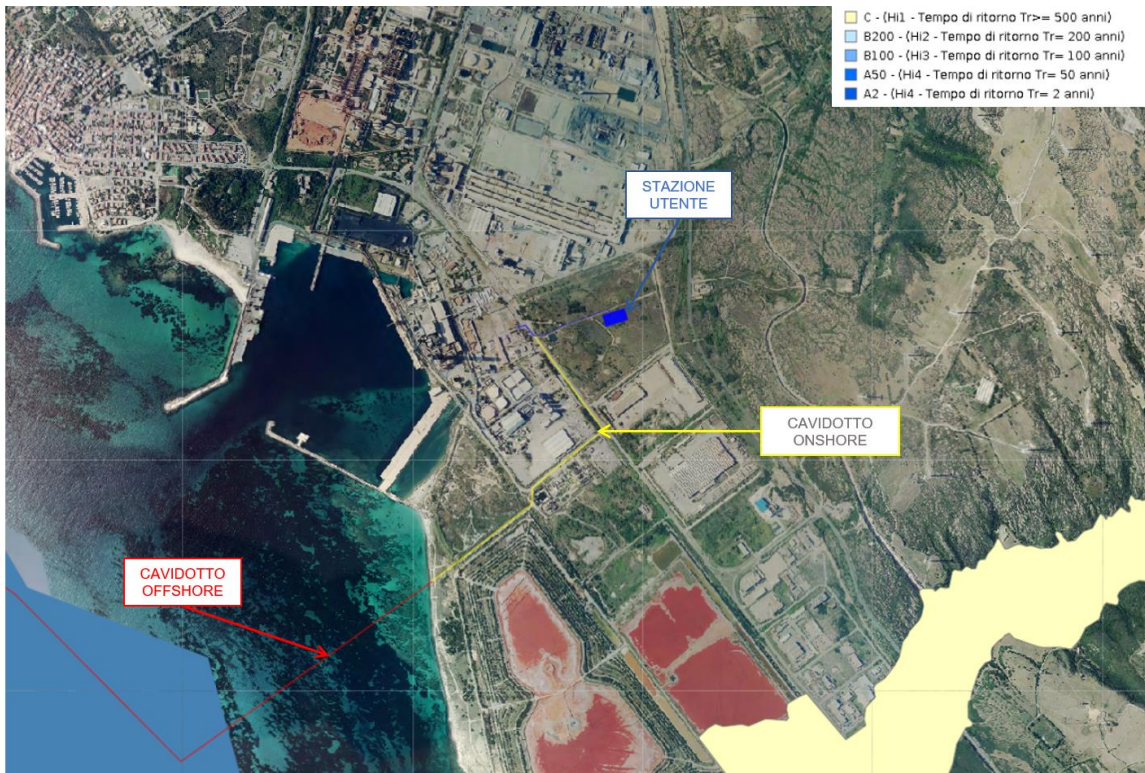 C - (Hi1 - Tempo di ritorno Tr>= 500 anni)
B200 - (Hi2 - Tempo di ritorno Tr= 200 anni)
B100 - (Hi3 - Tempo di ritorno Tr= 100 anni)
A50 - (Hi4 - Tempo di ritorno Tr= 50 anni)
A2 - (Hi4 - Tempo di ritorno Tr= 2 anni)
STAZIONE
UTENTE
CAVIDOTTO
ONSHORE
CAVIDOTTO
OFFSHORE